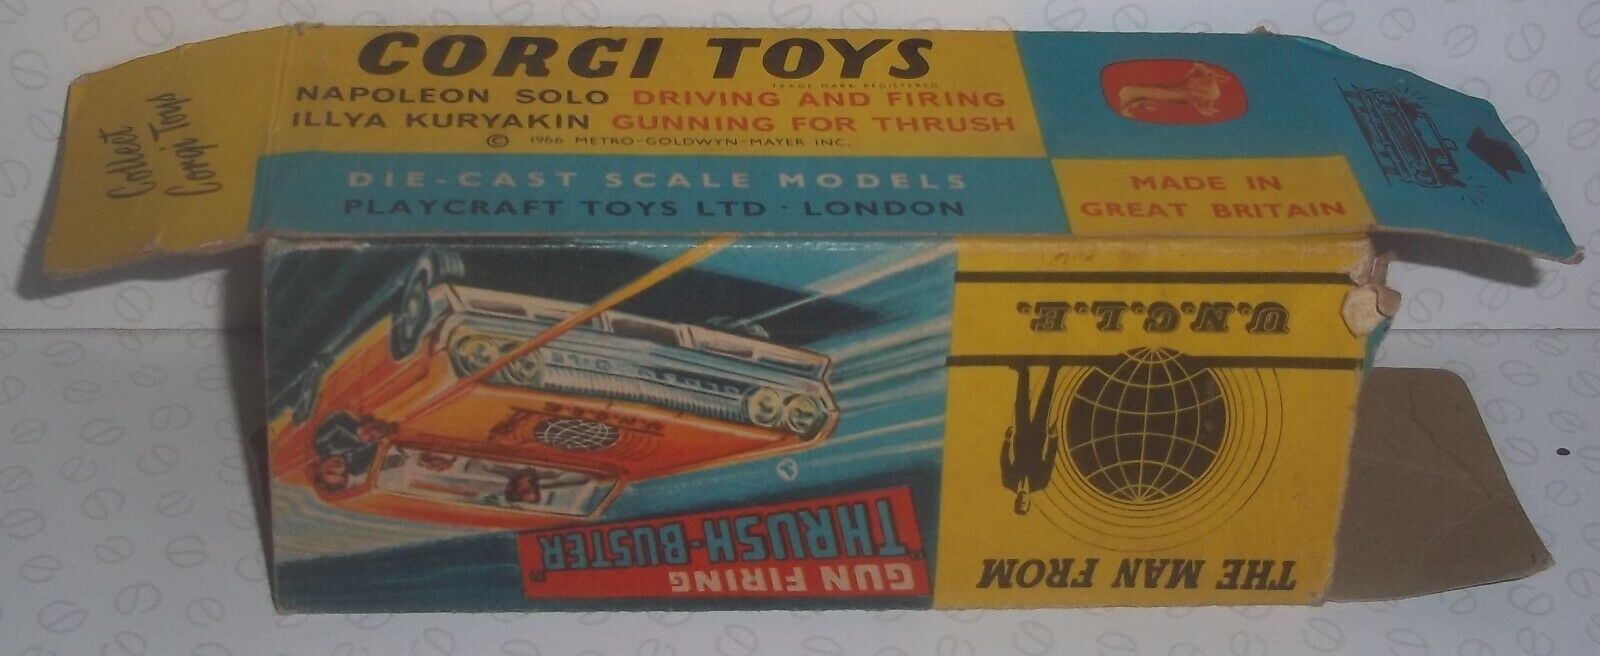 CORGI TOYS
TRADE MARK REGISTERED
NAPOLEON SOLO DRIVING AND FIRING
ILLYA KURYAKIN GUNNING FOR THRUSH
© 1966 METRO-GOLDWYN-MAYER INC.
DIE-CAST SCALE MODELS
PLAYCRAFT TOYS LTD · LONDON
MADE IN
GREAT BRITAIN
Collect
Corgi Toys
THE MAN FROM
U.N.C.L.E.
GUN FIRING
"THRUSH-BUSTER"
U.N.C.L.E.
OLDSMOBILE